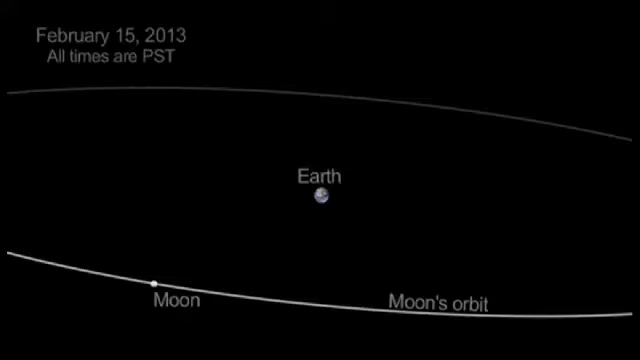 February 15, 2013
All times are PST
Earth
Moon
Moon's orbit